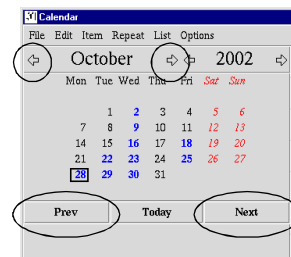 Calendar
File Edit Item Repeat List Options
October 2002
Mon Tue Wed Thu Fri Sat Sun
1 2 3 4 5 6
7 8 9 10 11 12 13
14 15 16 17 18 19 20
21 22 23 24 25 26 27
28 29 30 31
Prev Today Next